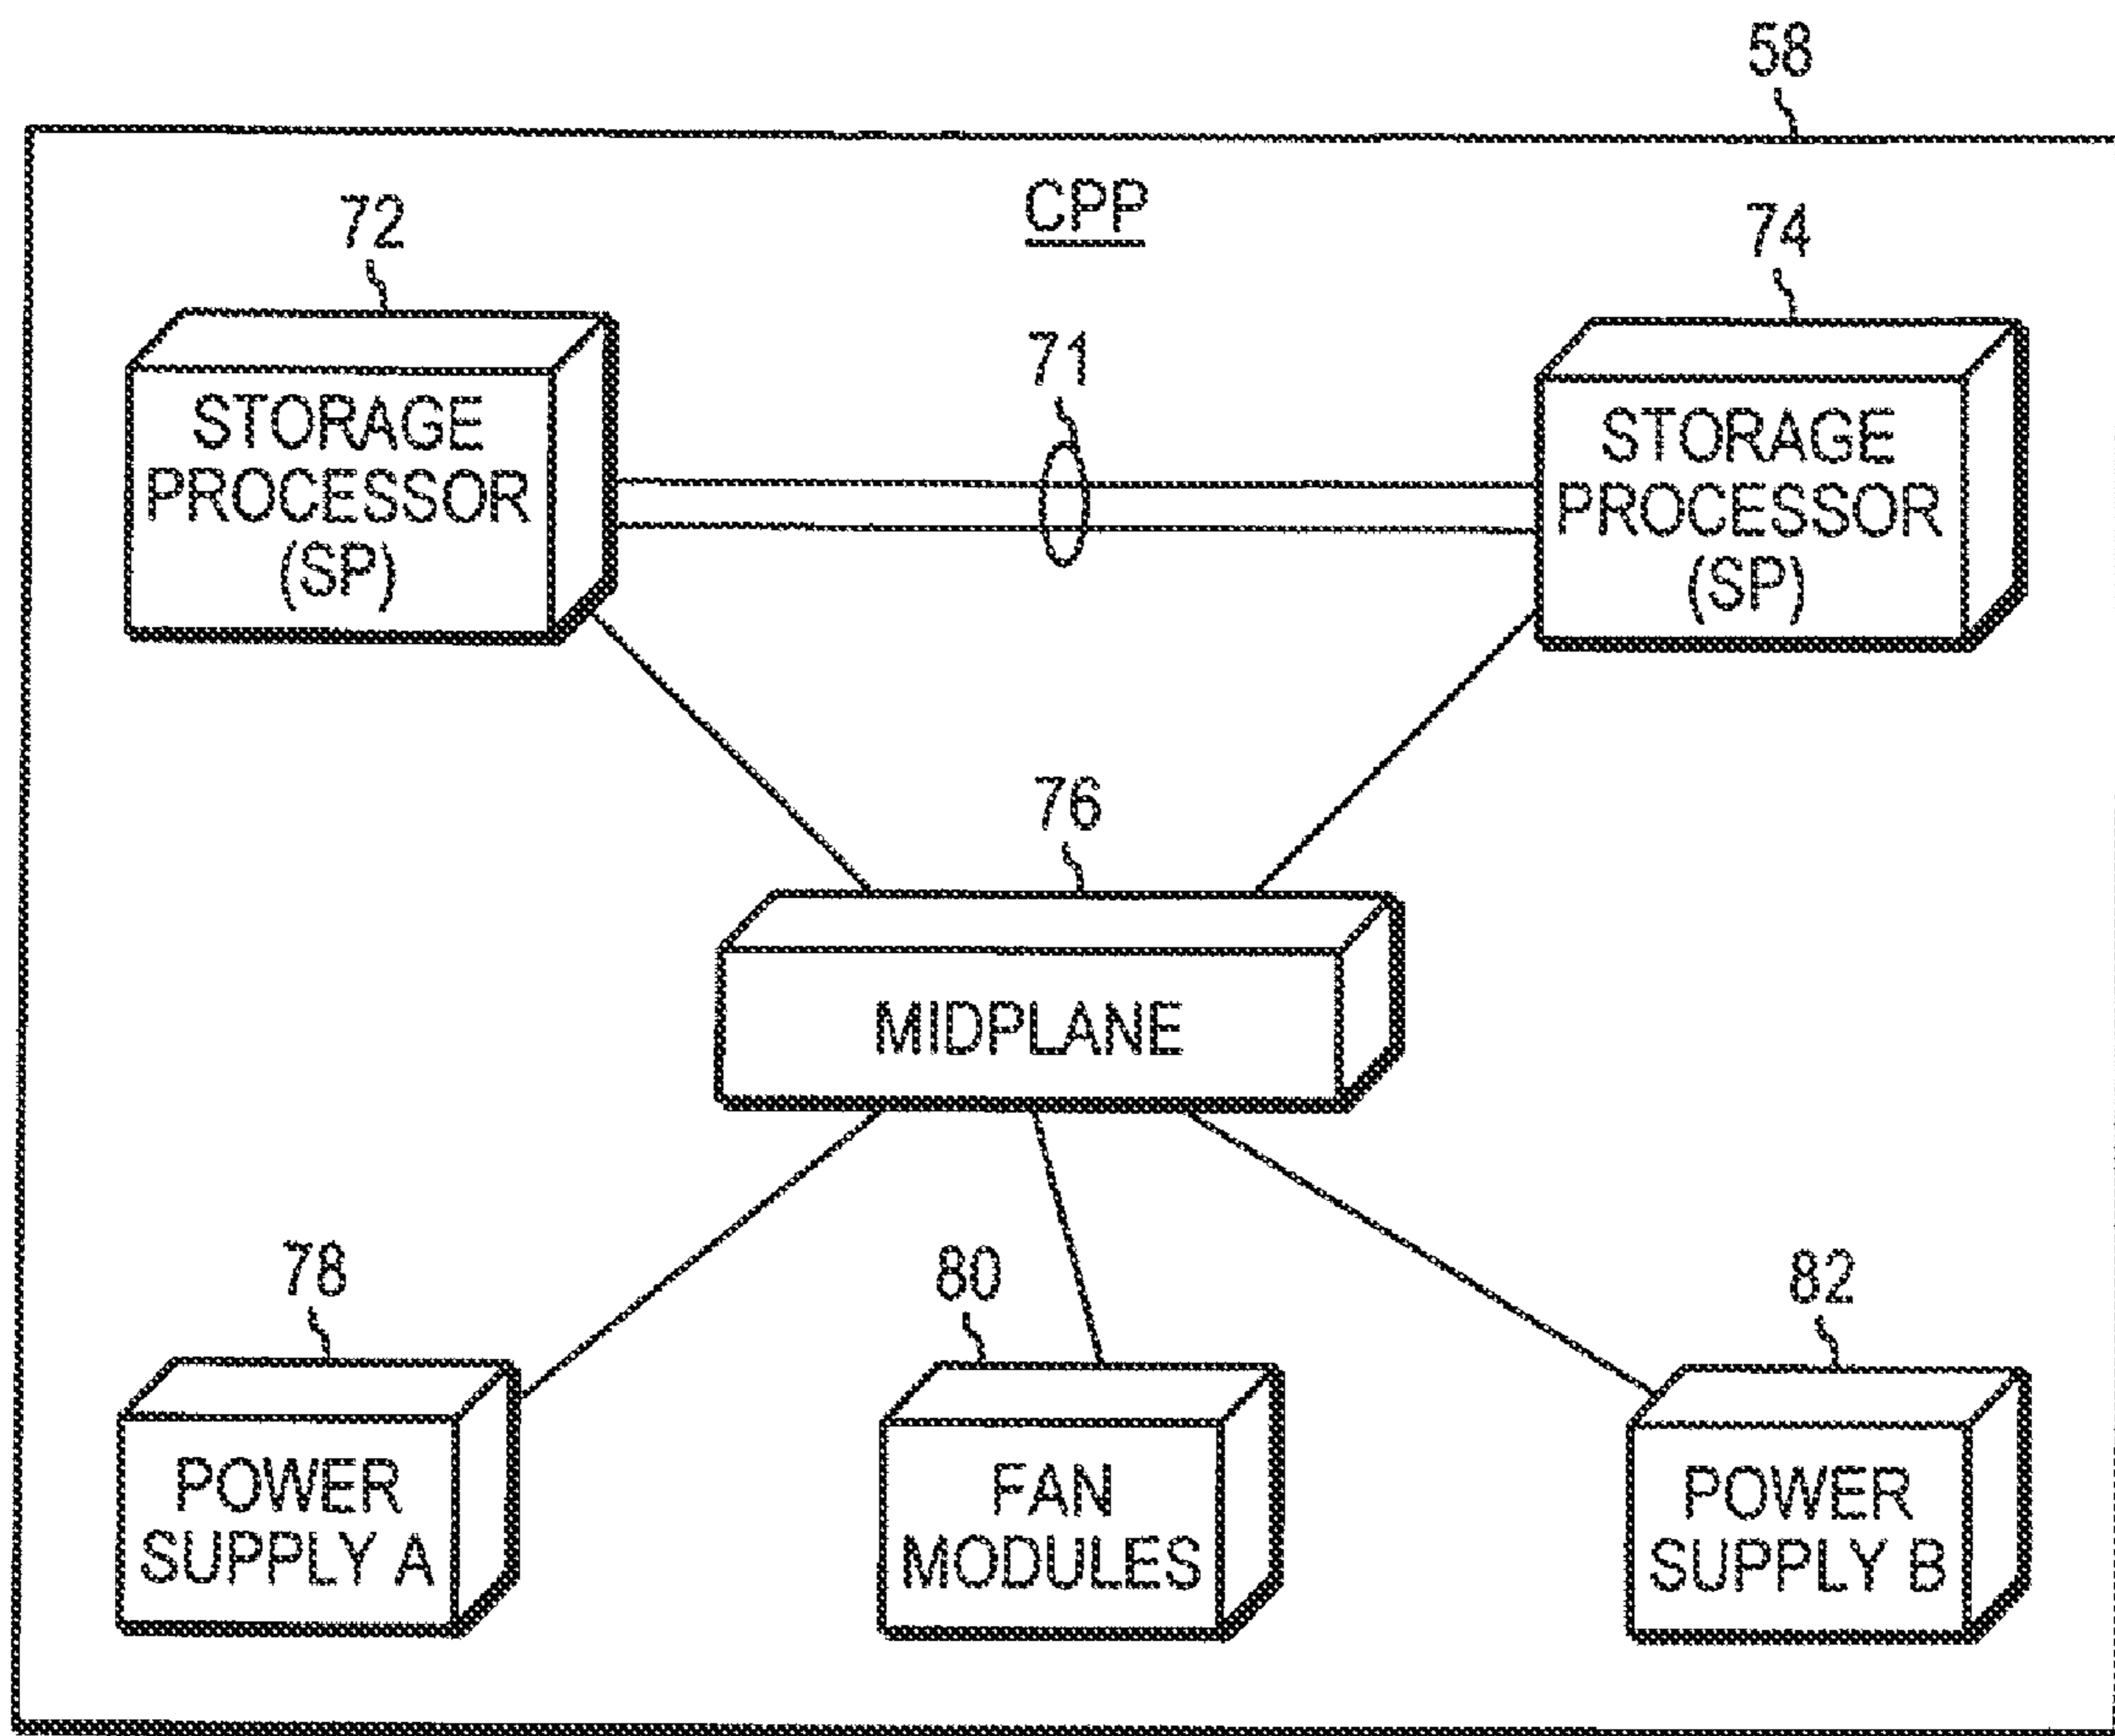 58
CPP
72
74
71
STORAGE
PROCESSOR
(SP)
STORAGE
PROCESSOR
(SP)
76
MIDPLANE
78
80
82
POWER
SUPPLY A
FAN
MODULES
POWER
SUPPLY B